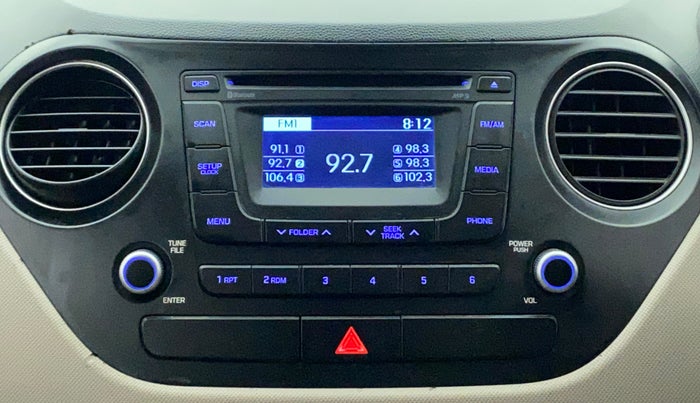 DISP
Bluetooth
MP3
SCAN
FM1 8:12
FM/AM
91.1 1 4 98.3
92.7 2 92.7 5 98.3
106.4 3 6 102.3
SETUP
CLOCK
MEDIA
MENU
FOLDER
SEEK
TRACK
PHONE
TUNE
FILE
POWER
PUSH
1 RPT 2 RDM 3 4 5 6
ENTER
VOL